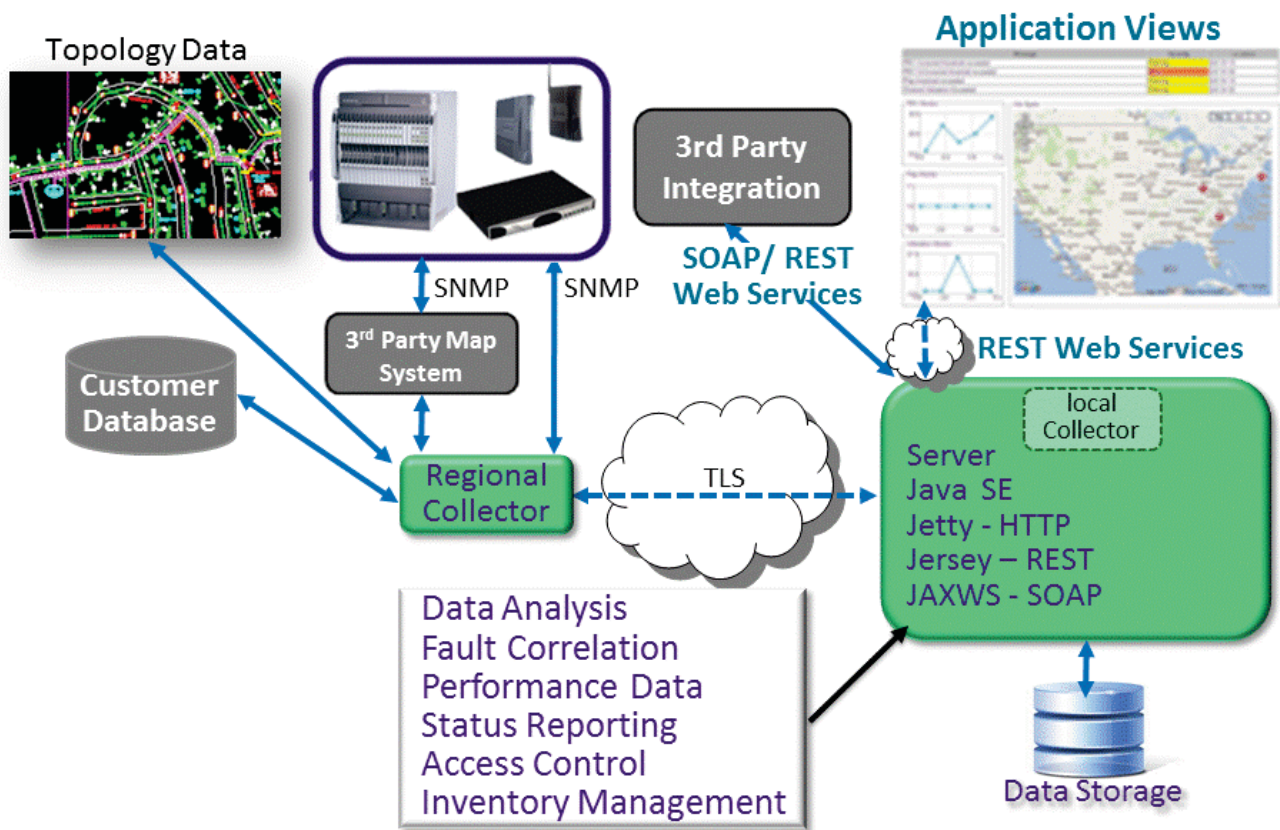 Topology Data
Application Views
3rd Party
Integration
SOAP/ REST
Web Services
SNMP
SNMP
3rd Party Map
System
REST Web Services
Customer
Database
local
Collector
Regional
Collector
TLS
Server
Java SE
Jetty - HTTP
Jersey – REST
JAXWS - SOAP
Data Analysis
Fault Correlation
Performance Data
Status Reporting
Access Control
Inventory Management
Data Storage